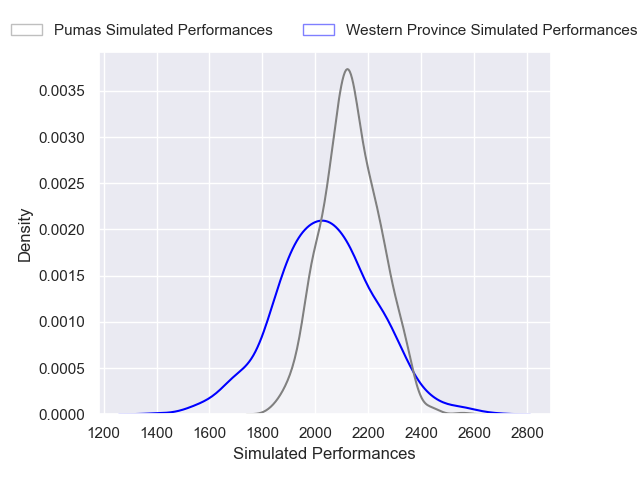 Pumas Simulated Performances
Western Province Simulated Performances
Density
0.0035
0.0030
0.0025
0.0020
0.0015
0.0010
0.0005
0.0000
1200 1400 1600 1800 2000 2200 2400 2600 2800
Simulated Performances